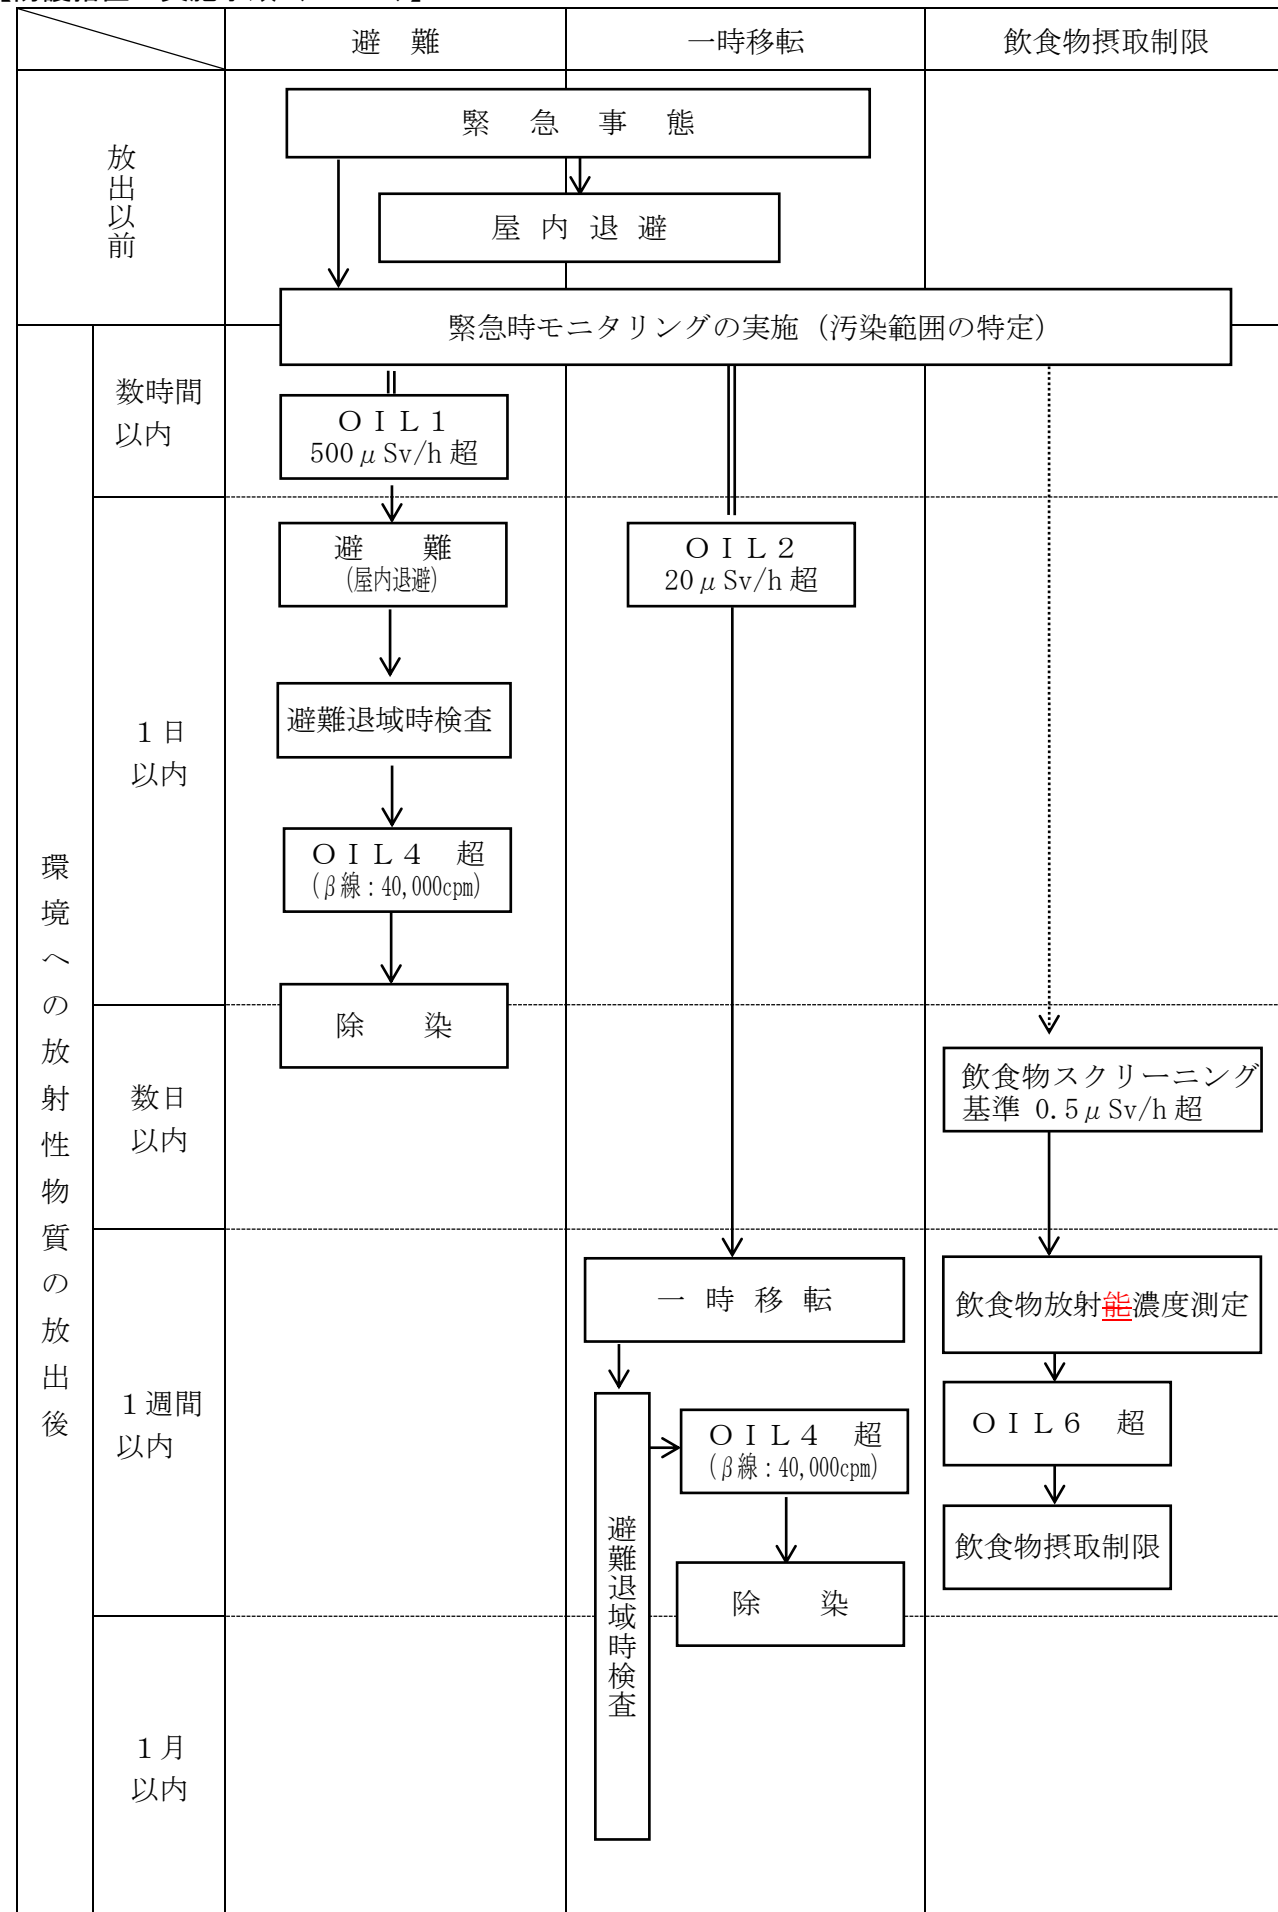 避　難
一時移転
飲食物摂取制限
放出以前
緊　急　事　態
屋 内 退 避
緊急時モニタリングの実施（汚染範囲の特定）
環境への放射性物質の放出後
数時間
以内
ＯＩＬ１
500μSv/h 超
１日
以内
避　　難
(屋内退避)
ＯＩＬ２
20μSv/h 超
避難退域時検査
ＯＩＬ４　超
(β線：40,000cpm)
除　　染
数日
以内
飲食物スクリーニング
基準 0.5μSv/h 超
１週間
以内
一 時 移 転
飲食物放射能濃度測定
避難退域時検査
ＯＩＬ４　超
(β線：40,000cpm)
除　　染
ＯＩＬ６　超
飲食物摂取制限
１月
以内